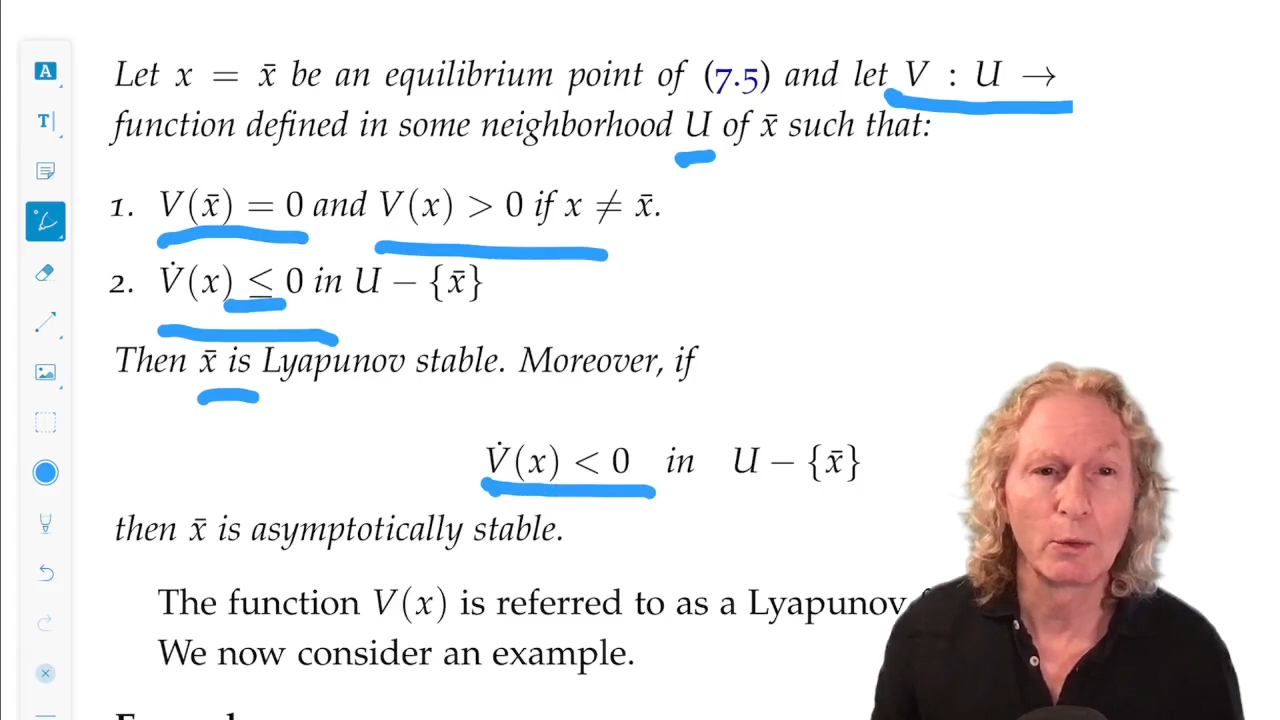 Let x = x̄ be an equilibrium point of (7.5) and let V : U →
function defined in some neighborhood U of x̄ such that:
1. V(x̄) = 0 and V(x) > 0 if x ≠ x̄.
2. V̇(x) ≤ 0 in U − {x̄}
Then x̄ is Lyapunov stable. Moreover, if
V̇(x) < 0 in U − {x̄}
then x̄ is asymptotically stable.
The function V(x) is referred to as a Lyapunov
We now consider an example.
A
T